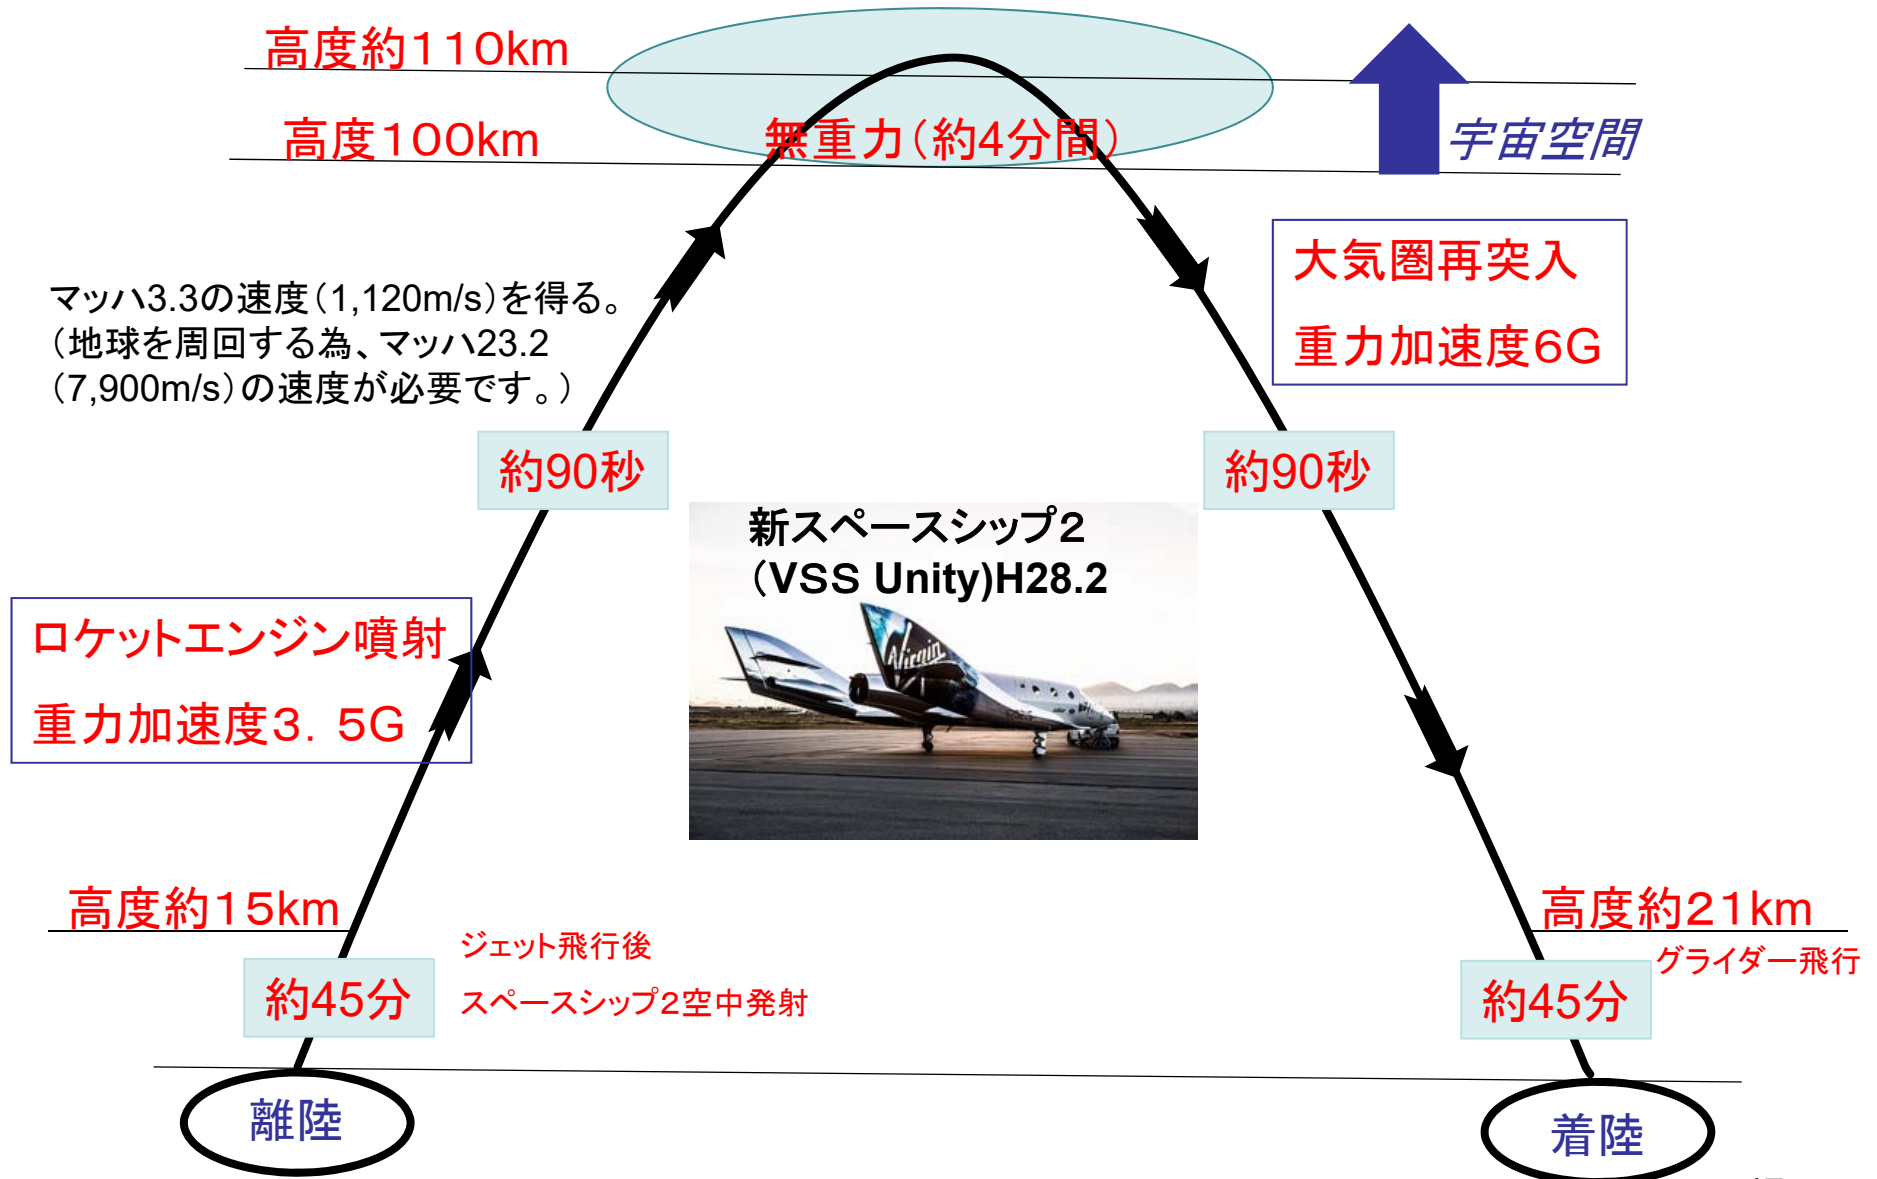 高度約110km
高度100km
無重力(約4分間)
宇宙空間
大気圏再突入
重力加速度6G
マッハ3.3の速度(1,120m/s)を得る。
(地球を周回する為、マッハ23.2
(7,900m/s)の速度が必要です。)
約90秒
約90秒
新スペースシップ2
(VSS Unity)H28.2
Virgin
ロケットエンジン噴射
重力加速度3.5G
高度約15km
高度約21km
ジェット飛行後
スペースシップ2空中発射
グライダー飛行
約45分
約45分
離陸
着陸